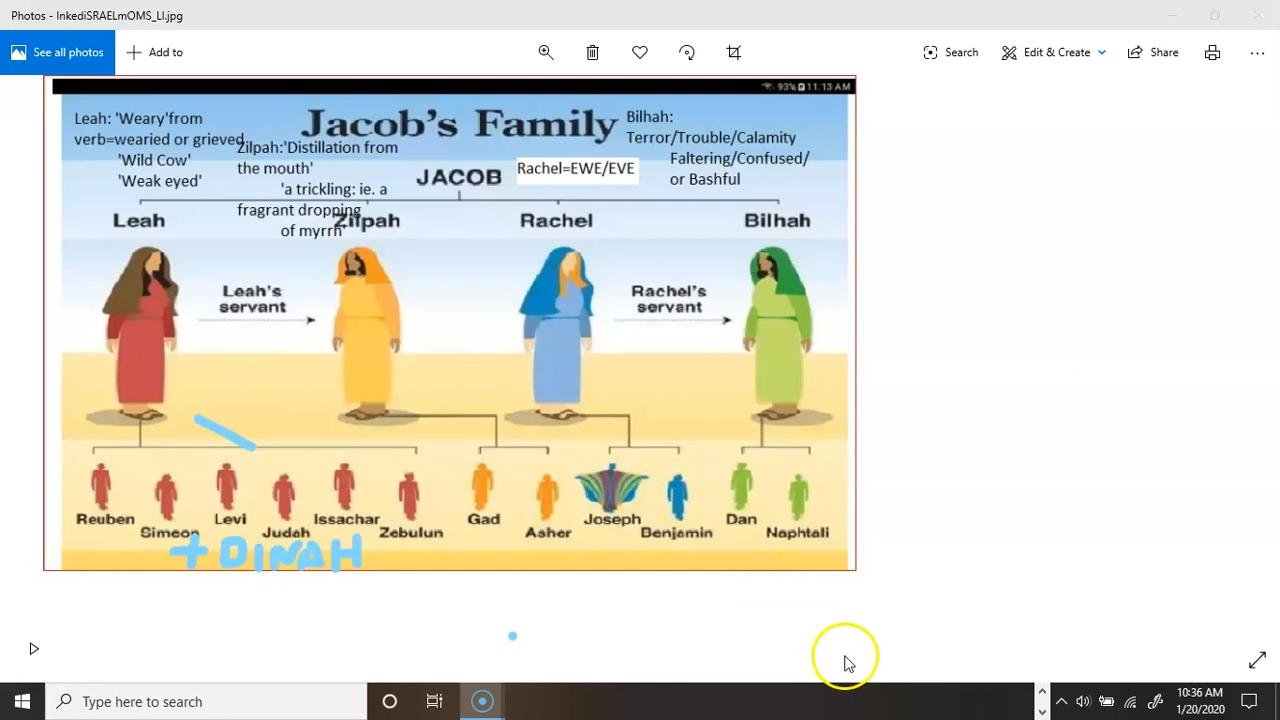 Photos - InkediSRAELmOMS_LI.jpg
See all photos
Add to
Search
Edit & Create
Share
93% 11.13 AM
Jacob's Family
Leah: 'Weary'from
verb=wearied or grieved
'Wild Cow'
'Weak eyed'
Zilpah:'Distillation from
the mouth'
'a trickling: ie. a
fragrant dropping
of myrrh'
Rachel=EWE/EVE
Bilhah:
Terror/Trouble/Calamity
Faltering/Confused/
or Bashful
JACOB
Leah
Zilpah
Rachel
Bilhah
Leah's
servant
Rachel's
servant
Reuben
Simeon
Levi
Judah
Issachar
Zebulun
Gad
Asher
Joseph
Benjamin
Dan
Naphtali
+ DINAH
Type here to search
10:36 AM
1/20/2020